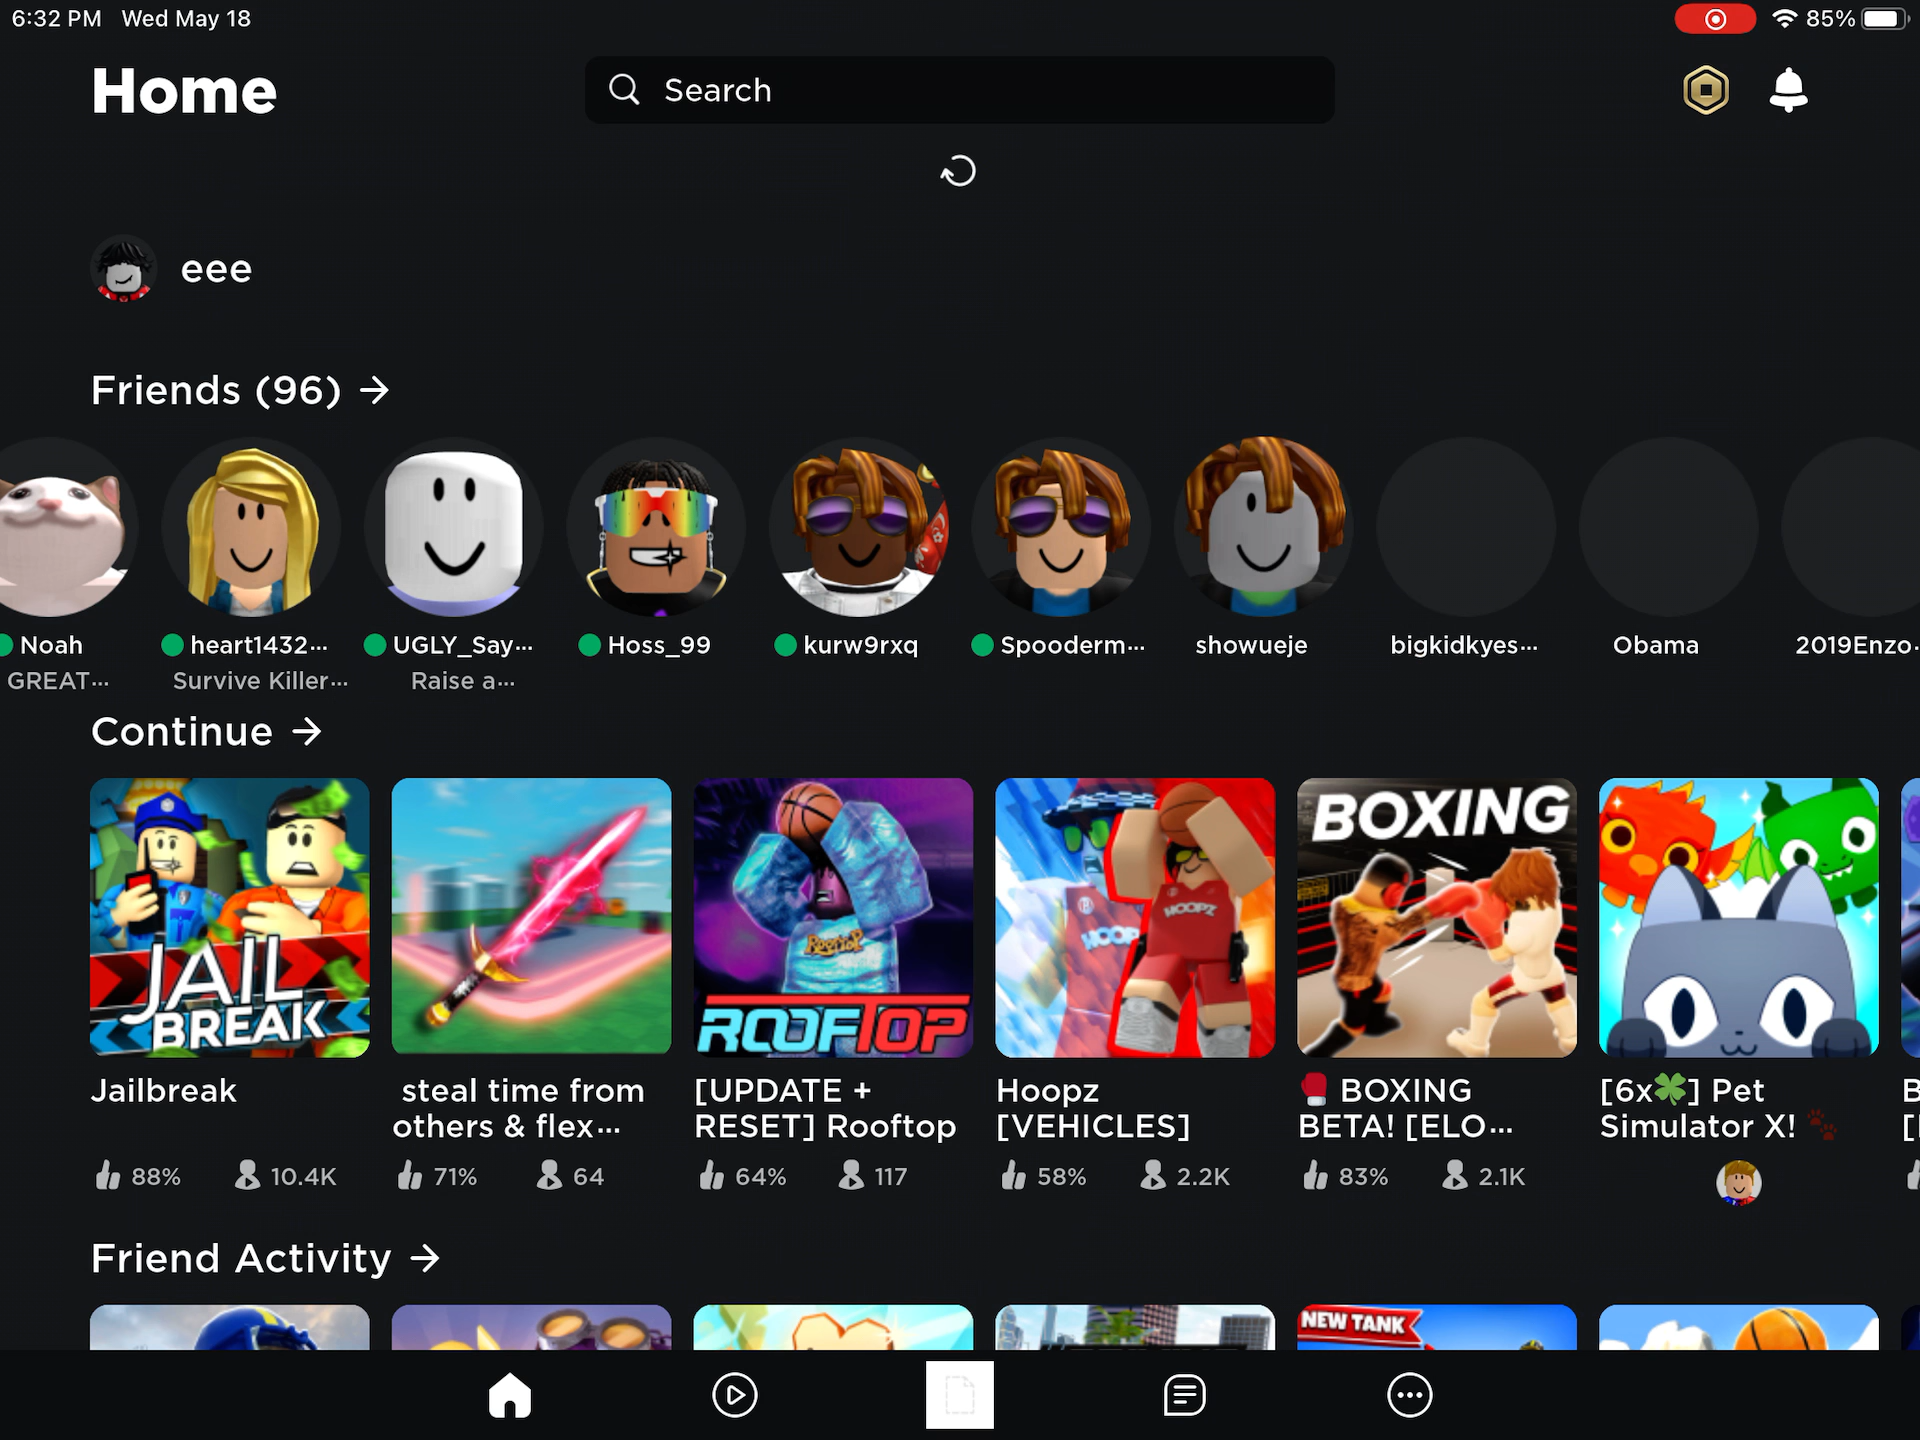 6:32 PM Wed May 18
85%
Home
Search
eee
Friends (96)
Noah
heart1432...
UGLY_Say...
Hoss_99
kurw9rxq
Spooderm...
showueje
bigkidkyes...
Obama
2019Enzo.
GREAT...
Survive Killer...
Raise a...
Continue
JAIL
BREAK
ROOFTOP
ROOFTOP
HOOPZ
HOOP
BOXING
Jailbreak
steal time from
others & flex...
[UPDATE +
RESET] Rooftop
Hoopz
[VEHICLES]
🥊 BOXING
BETA! [ELO...
[6x🍀] Pet
Simulator X! 🐾
88% 10.4K
71% 64
64% 117
58% 2.2K
83% 2.1K
Friend Activity
NEW TANK